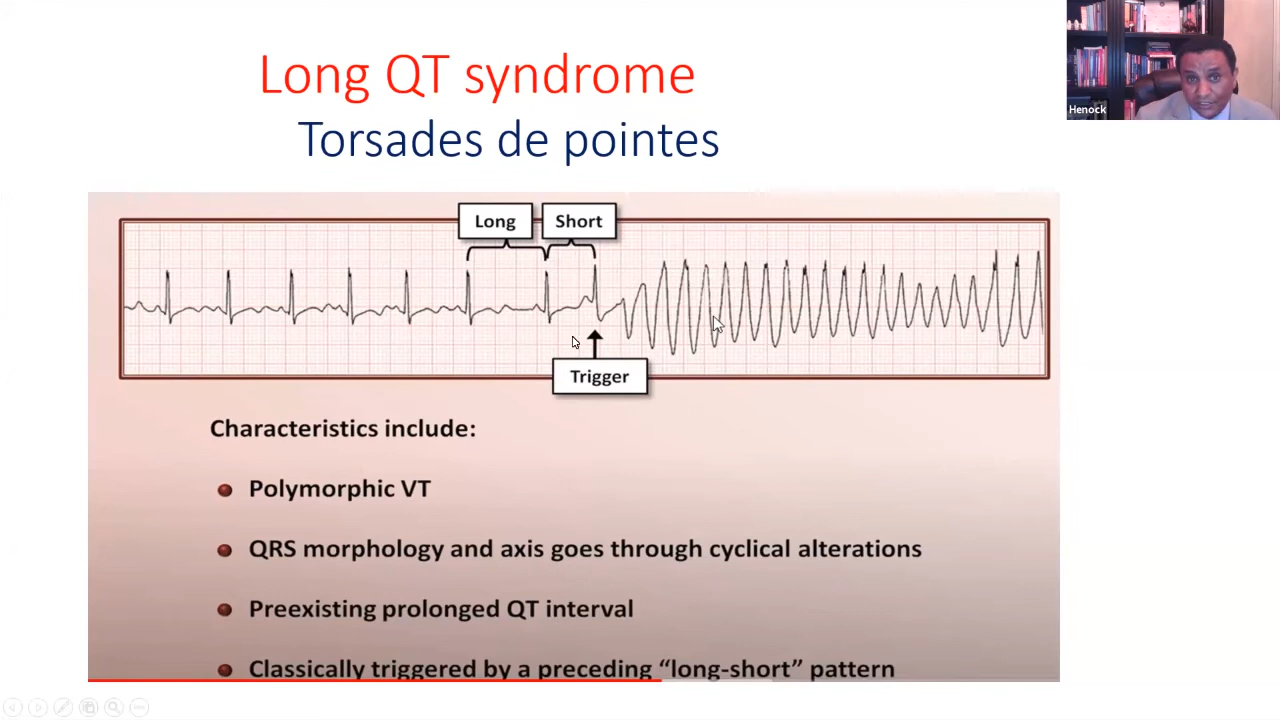 Long QT syndrome
Torsades de pointes
Henock
Long
Short
Trigger
Characteristics include:
Polymorphic VT
QRS morphology and axis goes through cyclical alterations
Preexisting prolonged QT interval
Classically triggered by a preceding “long-short” pattern